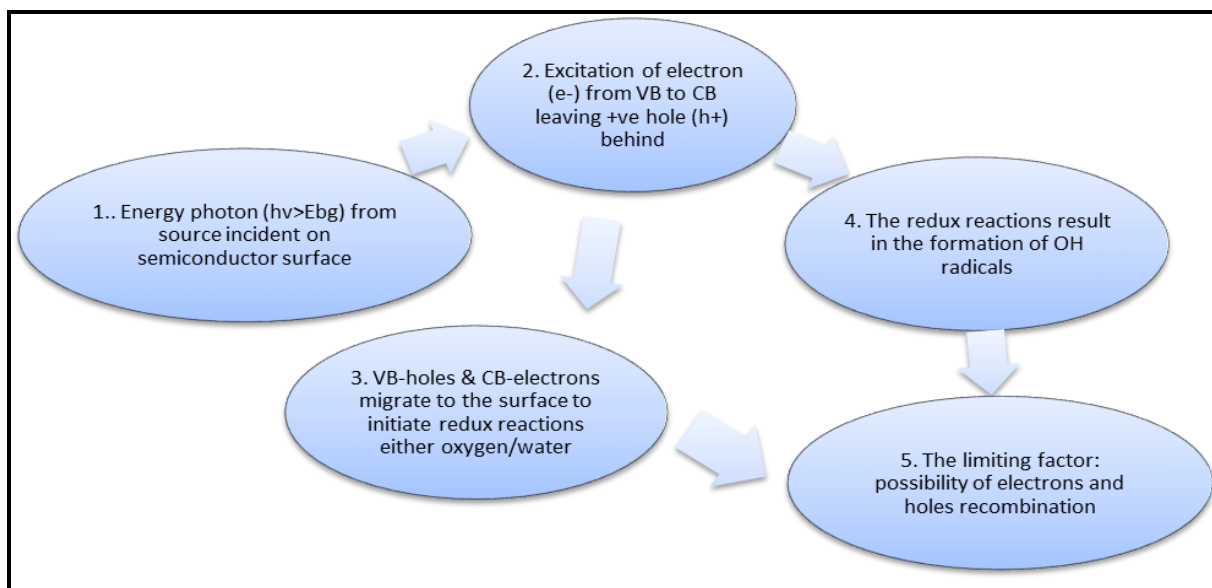 1.. Energy photon (hv>Ebg) from
source incident on
semiconductor surface
2. Excitation of electron
(e-) from VB to CB
leaving +ve hole (h+)
behind
3. VB-holes & CB-electrons
migrate to the surface to
initiate redux reactions
either oxygen/water
4. The redux reactions result
in the formation of OH
radicals
5. The limiting factor:
possibility of electrons and
holes recombination